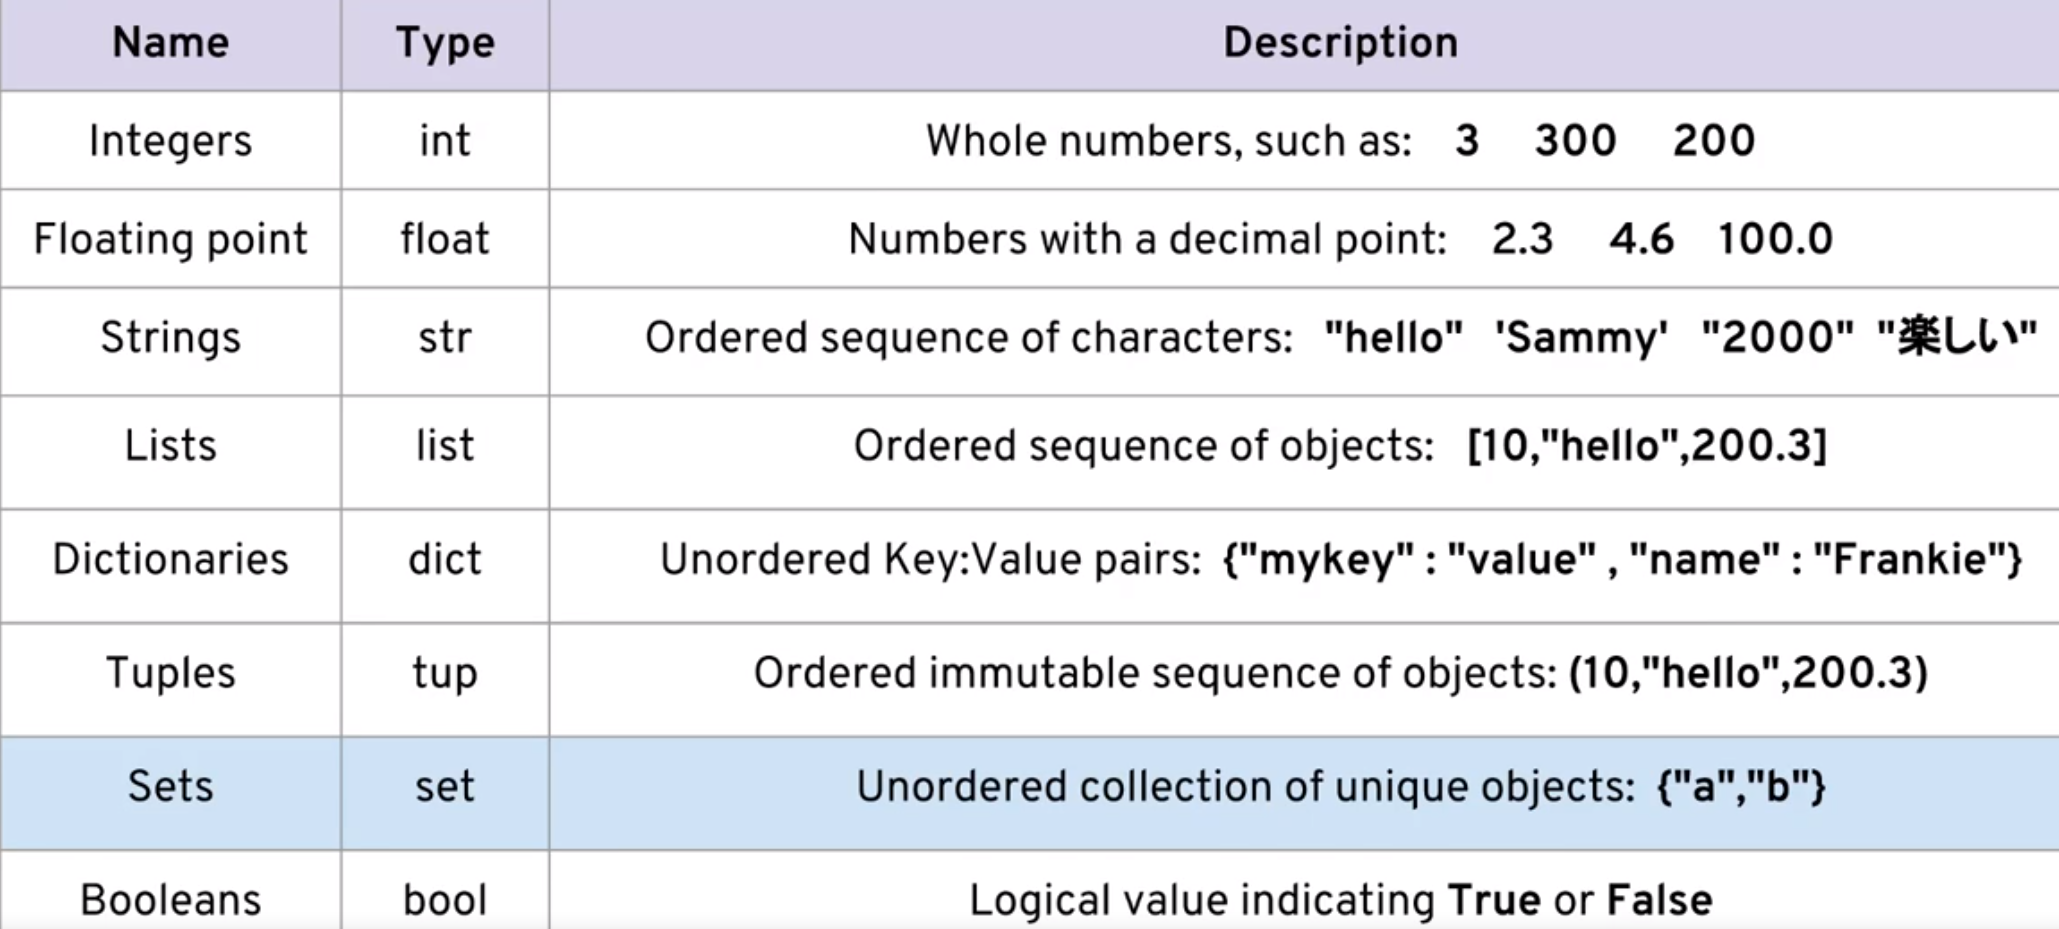 Name Type Description
Integers int Whole numbers, such as: 3 300 200
Floating point float Numbers with a decimal point: 2.3 4.6 100.0
Strings str Ordered sequence of characters: "hello" 'Sammy' "2000" "楽しい"
Lists list Ordered sequence of objects: [10,"hello",200.3]
Dictionaries dict Unordered Key:Value pairs: {"mykey" : "value" , "name" : "Frankie"}
Tuples tup Ordered immutable sequence of objects: (10,"hello",200.3)
Sets set Unordered collection of unique objects: {"a","b"}
Booleans bool Logical value indicating True or False